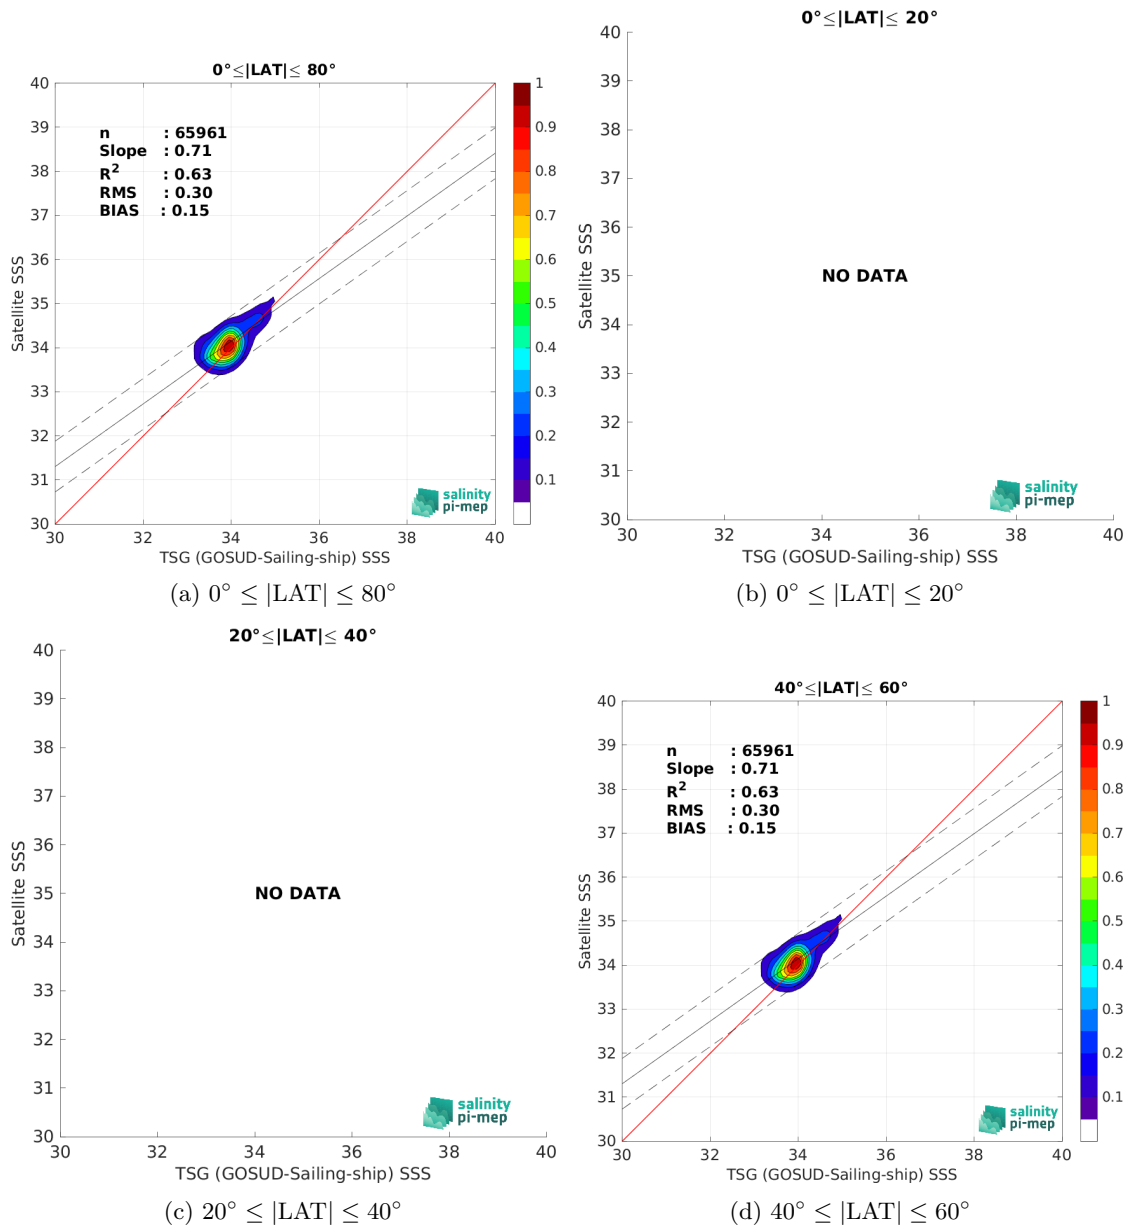 0°≤|LAT|≤ 80°
40
39
38
37
36
35
34
33
32
31
30
n : 65961
Slope : 0.71
R² : 0.63
RMS : 0.30
BIAS : 0.15
1
0.9
0.8
0.7
0.6
0.5
0.4
0.3
0.2
0.1
Satellite SSS
salinity
pi-mep
30 32 34 36 38 40
TSG (GOSUD-Sailing-ship) SSS
(a) 0° ≤ |LAT| ≤ 80°
0°≤|LAT|≤ 20°
40
39
38
37
36
35
34
33
32
31
30
Satellite SSS
NO DATA
salinity
pi-mep
30 32 34 36 38 40
TSG (GOSUD-Sailing-ship) SSS
(b) 0° ≤ |LAT| ≤ 20°
20°≤|LAT|≤ 40°
40
39
38
37
36
35
34
33
32
31
30
Satellite SSS
NO DATA
salinity
pi-mep
30 32 34 36 38 40
TSG (GOSUD-Sailing-ship) SSS
(c) 20° ≤ |LAT| ≤ 40°
40°≤|LAT|≤ 60°
40
39
38
37
36
35
34
33
32
31
30
n : 65961
Slope : 0.71
R² : 0.63
RMS : 0.30
BIAS : 0.15
1
0.9
0.8
0.7
0.6
0.5
0.4
0.3
0.2
0.1
Satellite SSS
salinity
pi-mep
30 32 34 36 38 40
TSG (GOSUD-Sailing-ship) SSS
(d) 40° ≤ |LAT| ≤ 60°